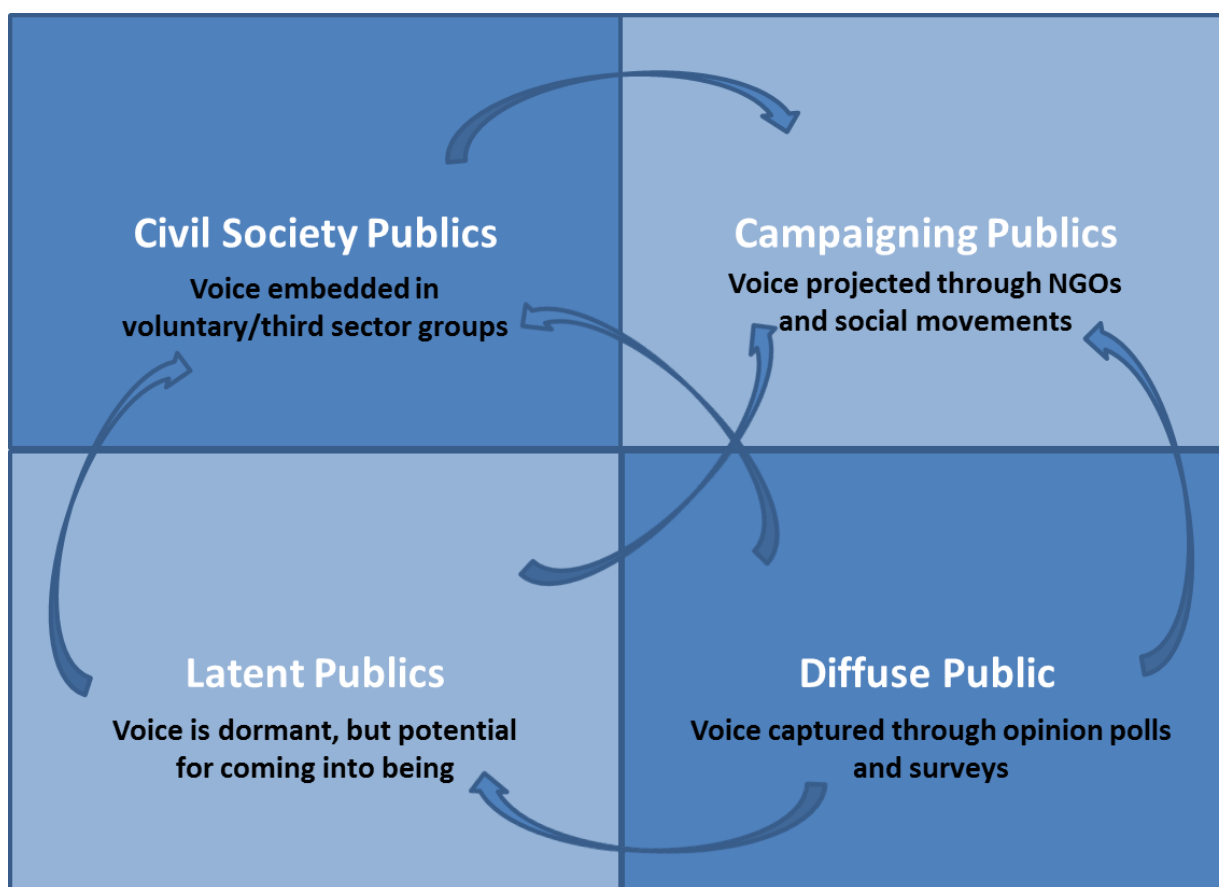 Civil Society Publics
Voice embedded in
voluntary/third sector groups
Campaigning Publics
Voice projected through NGOs
and social movements
Latent Publics
Voice is dormant, but potential
for coming into being
Diffuse Public
Voice captured through opinion polls
and surveys